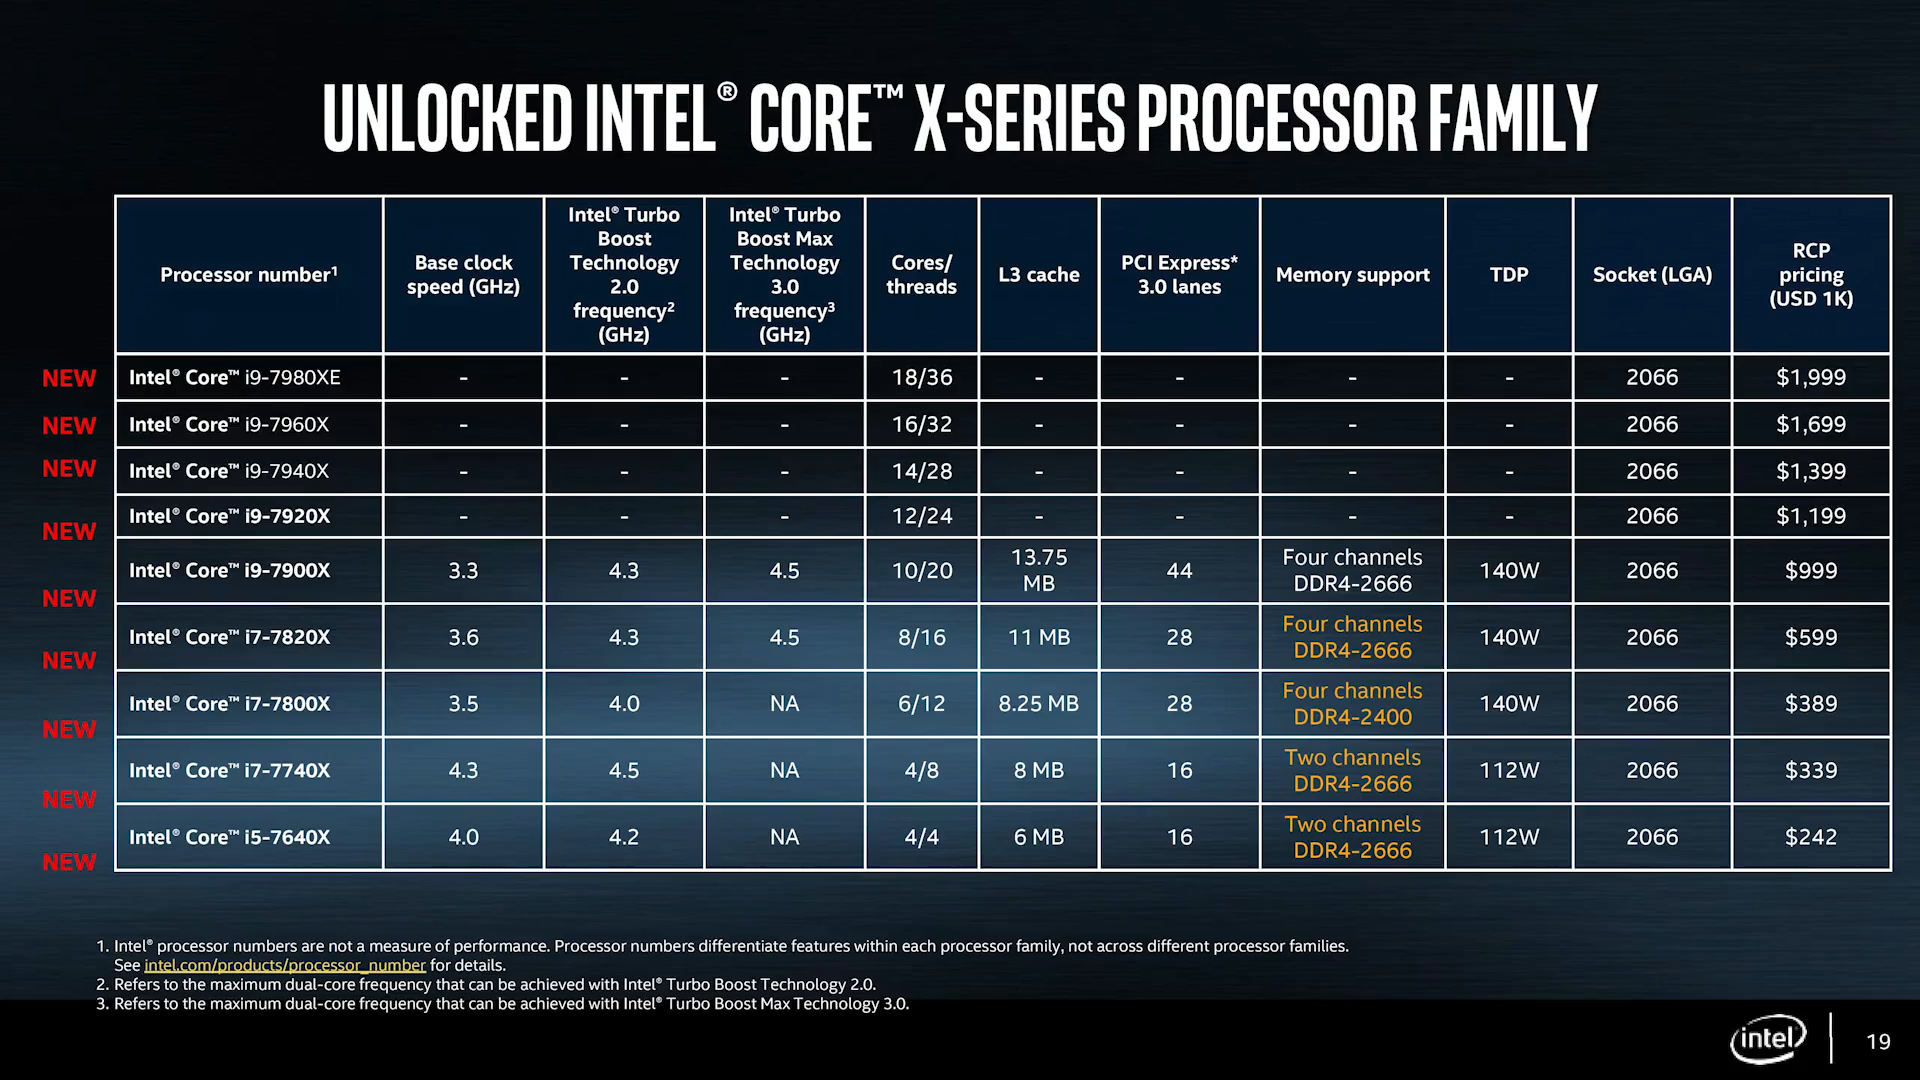 UNLOCKED INTEL® CORE™ X-SERIES PROCESSOR FAMILY
Processor number¹ Base clock speed (GHz) Intel® Turbo Boost Technology 2.0 frequency² (GHz) Intel® Turbo Boost Max Technology 3.0 frequency³ (GHz) Cores/ threads L3 cache PCI Express* 3.0 lanes Memory support TDP Socket (LGA) RCP pricing (USD 1K)
NEW Intel® Core™ i9-7980XE - - - 18/36 - - - - 2066 $1,999
NEW Intel® Core™ i9-7960X - - - 16/32 - - - - 2066 $1,699
NEW Intel® Core™ i9-7940X - - - 14/28 - - - - 2066 $1,399
NEW Intel® Core™ i9-7920X - - - 12/24 - - - - 2066 $1,199
NEW Intel® Core™ i9-7900X 3.3 4.3 4.5 10/20 13.75 MB 44 Four channels DDR4-2666 140W 2066 $999
NEW Intel® Core™ i7-7820X 3.6 4.3 4.5 8/16 11 MB 28 Four channels DDR4-2666 140W 2066 $599
NEW Intel® Core™ i7-7800X 3.5 4.0 NA 6/12 8.25 MB 28 Four channels DDR4-2400 140W 2066 $389
NEW Intel® Core™ i7-7740X 4.3 4.5 NA 4/8 8 MB 16 Two channels DDR4-2666 112W 2066 $339
NEW Intel® Core™ i5-7640X 4.0 4.2 NA 4/4 6 MB 16 Two channels DDR4-2666 112W 2066 $242
1. Intel® processor numbers are not a measure of performance. Processor numbers differentiate features within each processor family, not across different processor families.
See intel.com/products/processor_number for details.
2. Refers to the maximum dual-core frequency that can be achieved with Intel® Turbo Boost Technology 2.0.
3. Refers to the maximum dual-core frequency that can be achieved with Intel® Turbo Boost Max Technology 3.0.
intel 19